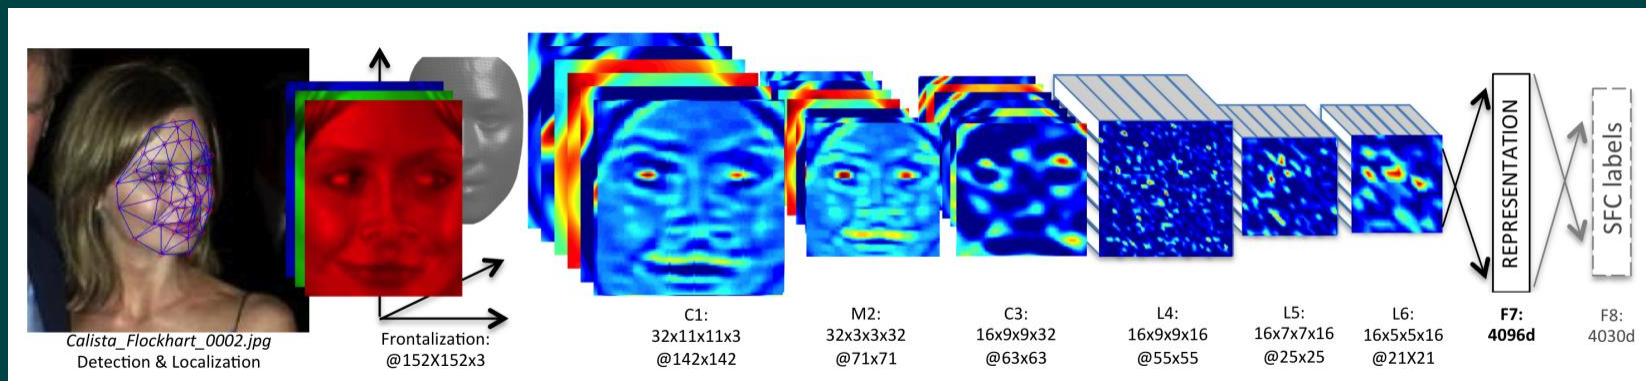 Calista_Flockhart_0002.jpg
Detection & Localization
Frontalization:
@152X152x3
C1:
32x11x11x3
@142x142
M2:
32x3x3x32
@71x71
C3:
16x9x9x32
@63x63
L4:
16x9x9x16
@55x55
L5:
16x7x7x16
@25x25
L6:
16x5x5x16
@21X21
REPRESENTATION
F7:
4096d
SFC labels
F8:
4030d